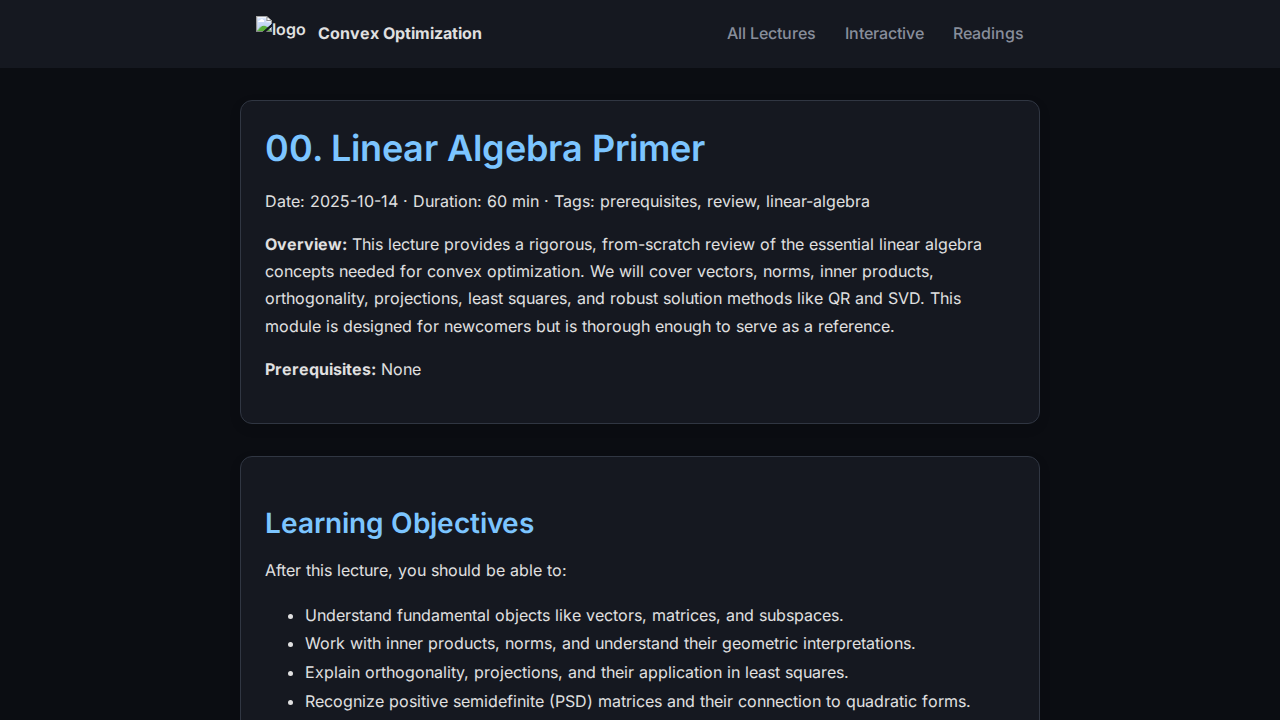 logo Convex Optimization All Lectures Interactive Readings
00. Linear Algebra Primer
Date: 2025-10-14 · Duration: 60 min · Tags: prerequisites, review, linear-algebra
Overview: This lecture provides a rigorous, from-scratch review of the essential linear algebra
concepts needed for convex optimization. We will cover vectors, norms, inner products,
orthogonality, projections, least squares, and robust solution methods like QR and SVD. This
module is designed for newcomers but is thorough enough to serve as a reference.
Prerequisites: None
Learning Objectives
After this lecture, you should be able to:
• Understand fundamental objects like vectors, matrices, and subspaces.
• Work with inner products, norms, and understand their geometric interpretations.
• Explain orthogonality, projections, and their application in least squares.
• Recognize positive semidefinite (PSD) matrices and their connection to quadratic forms.